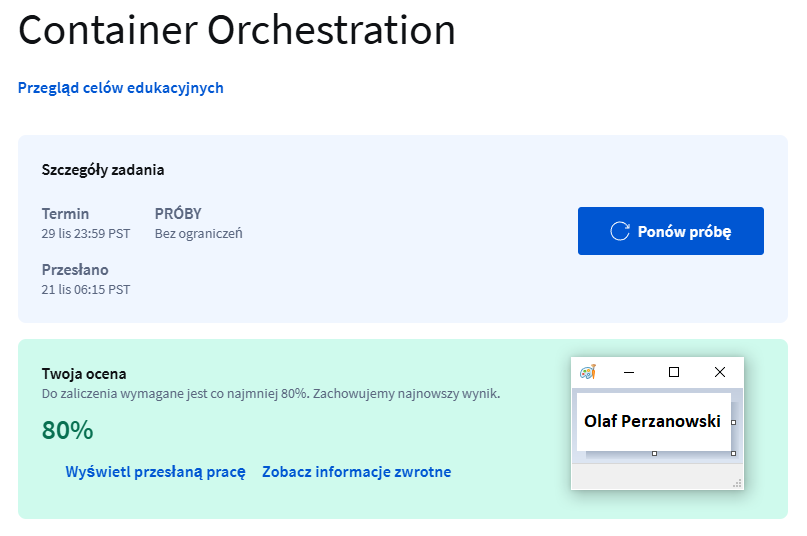 Container Orchestration
Przegląd celów edukacyjnych
Szczegóły zadania
Termin PRÓBY
29 lis 23:59 PST Bez ograniczeń
Ponów próbę
Przesłano
21 lis 06:15 PST
Twoja ocena
Do zaliczenia wymagane jest co najmniej 80%. Zachowujemy najnowszy wynik.
80%
Olaf Perzanowski
Wyświetl przesłaną pracę Zobacz informacje zwrotne